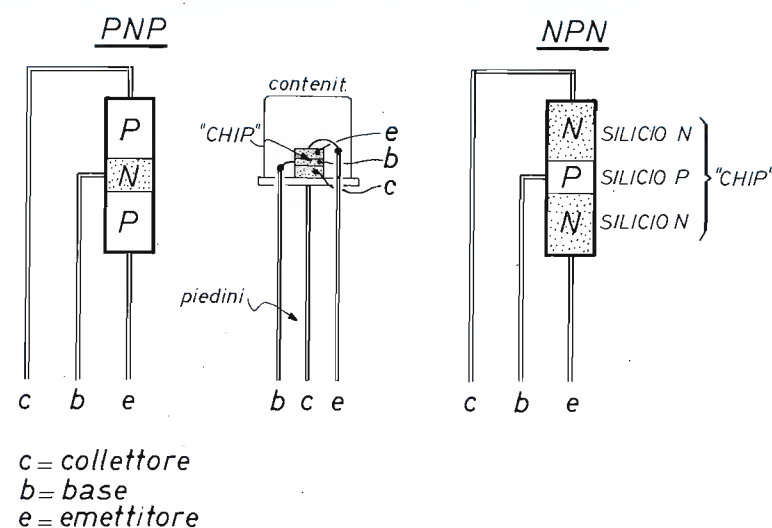 PNP
P
N
P
c b e
contenit.
"CHIP"
e
b
c
piedini
b c e
NPN
N SILICIO N
P SILICIO P
N SILICIO N
"CHIP"
c b e
c = collettore
b = base
e = emettitore